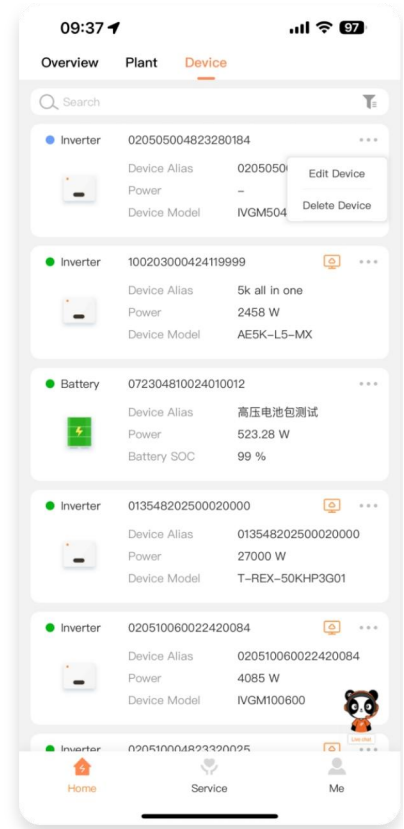 09:37
97
Overview Plant Device
Search
Inverter 020505004823280184
Device Alias 0205050
Edit Device
Power –
Delete Device
Device Model IVGM504
Inverter 100203000424119999
Device Alias 5k all in one
Power 2458 W
Device Model AE5K–L5–MX
Battery 072304810024010012
Device Alias 高压电池包测试
Power 523.28 W
Battery SOC 99 %
Inverter 013548202500020000
Device Alias 013548202500020000
Power 27000 W
Device Model T–REX–50KHP3G01
Inverter 020510060022420084
Device Alias 020510060022420084
Power 4085 W
Device Model IVGM100600
Live chat
Inverter 020510004823320025
Home Service Me